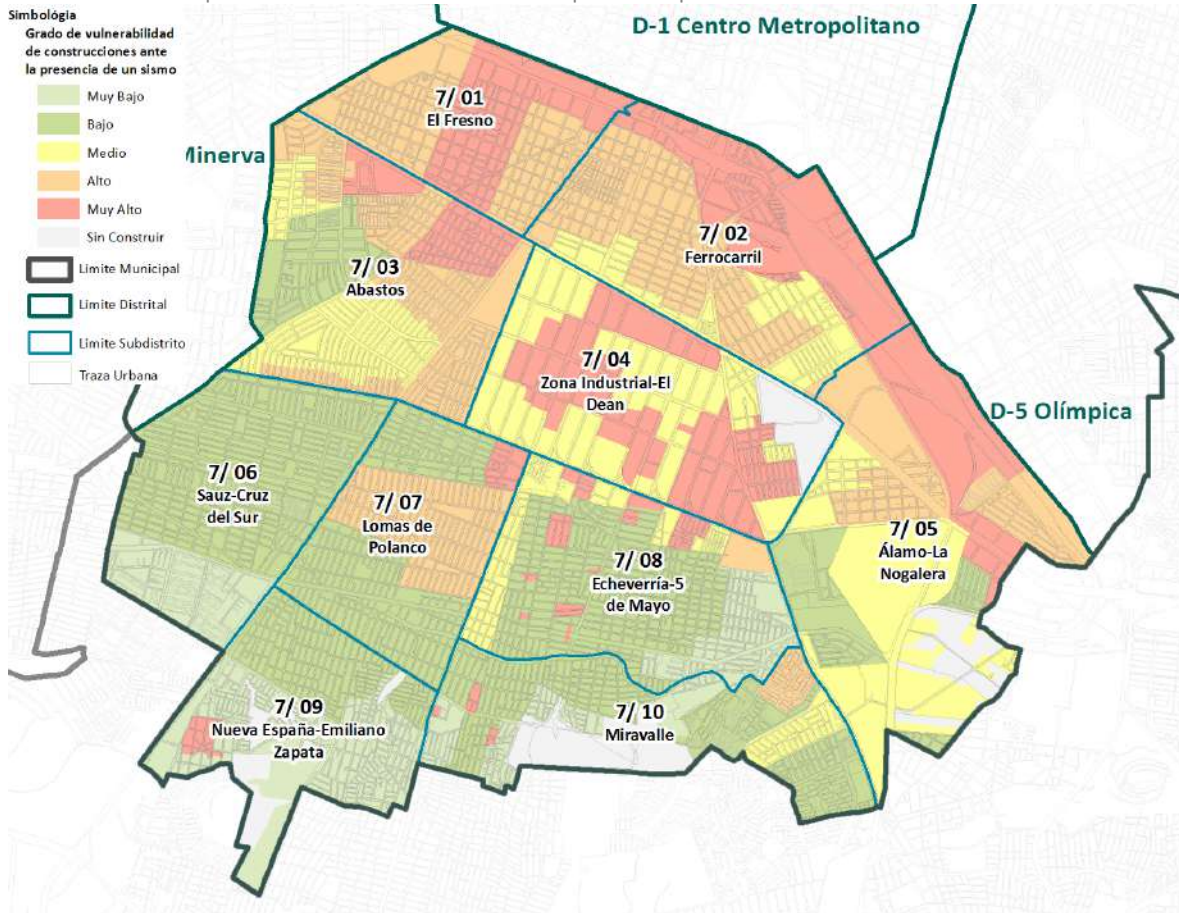 Simbológia
Grado de vulnerabilidad
de construcciones ante
la presencia de un sismo
Muy Bajo
Bajo
Medio
Alto
Muy Alto
Sin Construir
Limite Municipal
Limite Distrital
Limite Subdistrito
Traza Urbana
D-1 Centro Metropolitano
Minerva
D-5 Olímpica
7/ 01
El Fresno
7/ 02
Ferrocarril
7/ 03
Abastos
7/ 04
Zona Industrial-El
Dean
7/ 05
Álamo-La
Nogalera
7/ 06
Sauz-Cruz
del Sur
7/ 07
Lomas de
Polanco
7/ 08
Echeverría-5
de Mayo
7/ 09
Nueva España-Emiliano
Zapata
7/ 10
Miravalle